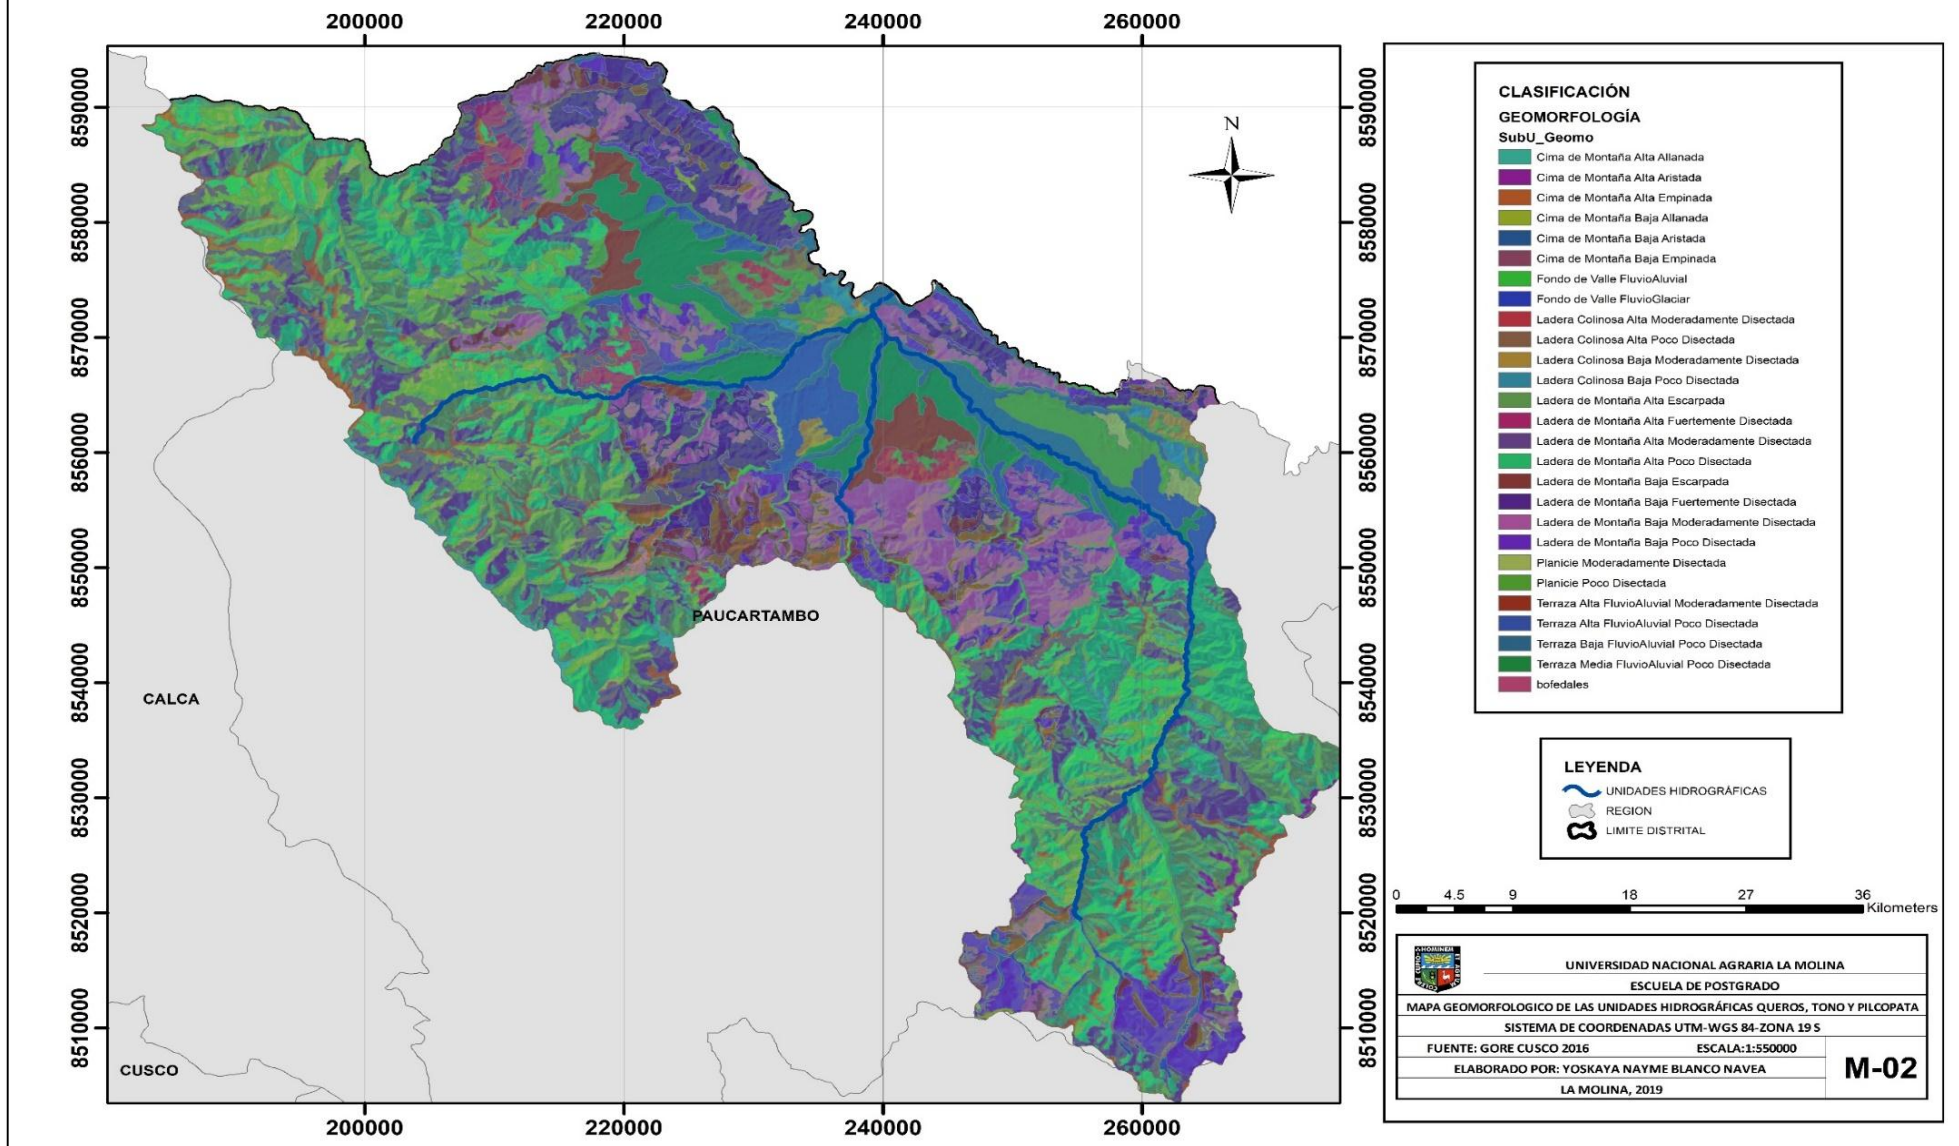 200000 220000 240000 260000
8590000 8590000
8580000 8580000
8570000 8570000
8560000 8560000
8550000 8550000
8540000 8540000
8530000 8530000
8520000 8520000
8510000 8510000
N
PAUCARTAMBO
CALCA
CUSCO
200000 220000 240000 260000
CLASIFICACIÓN
GEOMORFOLOGÍA
SubU_Geomo
Cima de Montaña Alta Allanada
Cima de Montaña Alta Aristada
Cima de Montaña Alta Empinada
Cima de Montaña Baja Allanada
Cima de Montaña Baja Aristada
Cima de Montaña Baja Empinada
Fondo de Valle FluvioAluvial
Fondo de Valle FluvioGlaciar
Ladera Colinosa Alta Moderadamente Disectada
Ladera Colinosa Alta Poco Disectada
Ladera Colinosa Baja Moderadamente Disectada
Ladera Colinosa Baja Poco Disectada
Ladera de Montaña Alta Escarpada
Ladera de Montaña Alta Fuertemente Disectada
Ladera de Montaña Alta Moderadamente Disectada
Ladera de Montaña Alta Poco Disectada
Ladera de Montaña Baja Escarpada
Ladera de Montaña Baja Fuertemente Disectada
Ladera de Montaña Baja Moderadamente Disectada
Ladera de Montaña Baja Poco Disectada
Planicie Moderadamente Disectada
Planicie Poco Disectada
Terraza Alta FluvioAluvial Moderadamente Disectada
Terraza Alta FluvioAluvial Poco Disectada
Terraza Baja FluvioAluvial Poco Disectada
Terraza Media FluvioAluvial Poco Disectada
bofedales
LEYENDA
UNIDADES HIDROGRÁFICAS
REGION
LIMITE DISTRITAL
0 4.5 9 18 27 36
Kilometers
UNIVERSIDAD NACIONAL AGRARIA LA MOLINA
ESCUELA DE POSTGRADO
MAPA GEOMORFOLOGICO DE LAS UNIDADES HIDROGRÁFICAS QUEROS, TONO Y PILCOPATA
SISTEMA DE COORDENADAS UTM-WGS 84-ZONA 19 S
FUENTE: GORE CUSCO 2016 ESCALA:1:550000
ELABORADO POR: YOSKAYA NAYME BLANCO NAVEA
LA MOLINA, 2019
M-02